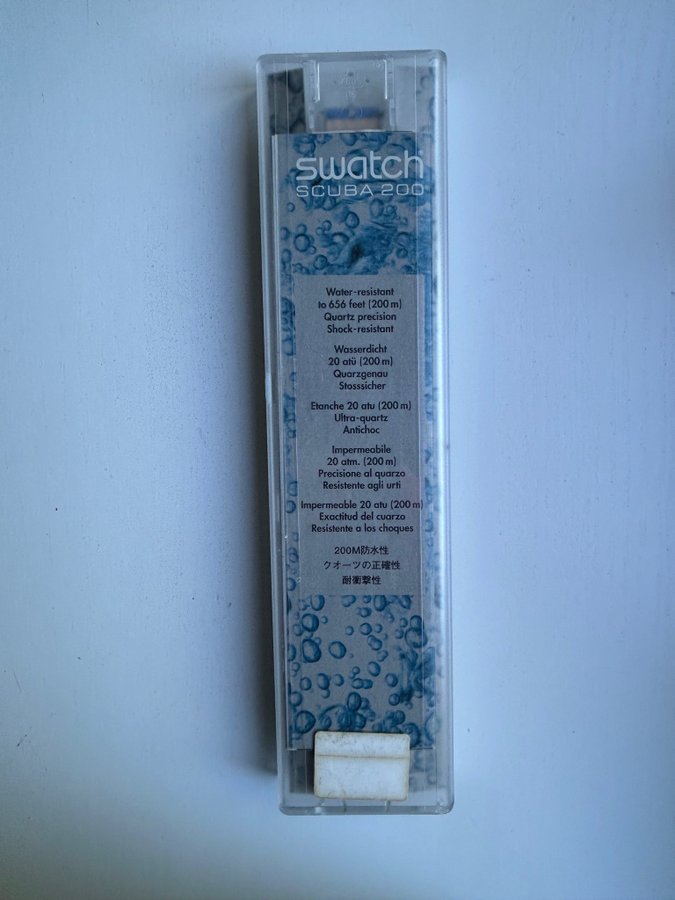 swatch
SCUBA 200
Water-resistant
to 656 feet (200 m)
Quartz precision
Shock-resistant
Wasserdicht
20 atü (200 m)
Quarzgenau
Stosssicher
Etanche 20 atu (200 m)
Ultra-quartz
Antichoc
Impermeabile
20 atm. (200 m)
Precisione al quarzo
Resistente agli urti
Impermeable 20 atu (200 m)
Exactitud del cuarzo
Resistente a los choques
200M防水性
クオーツの正確性
耐衝撃性